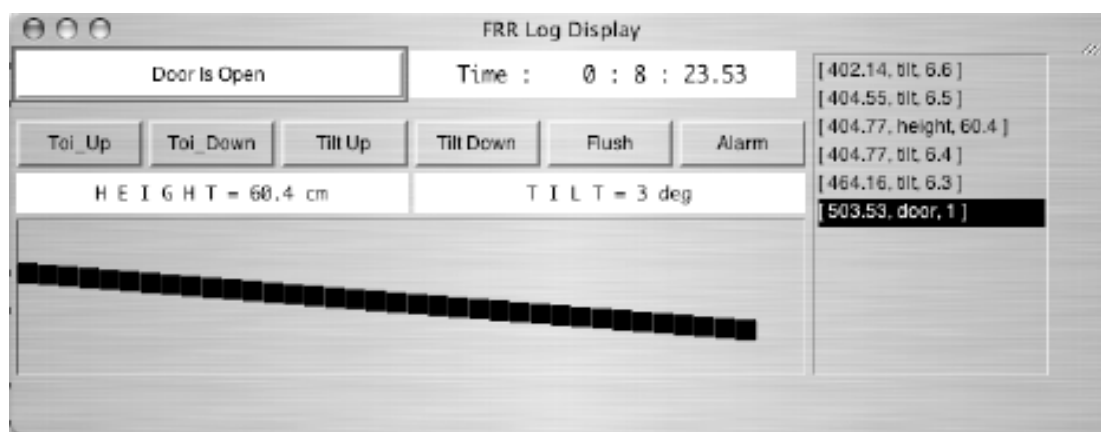 FRR Log Display
Door Is Open
Time : 0 : 8 : 23.53
Toi_Up Toi_Down Tilt Up Tilt Down Flush Alarm
H E I G H T = 60.4 cm T I L T = 3 deg
[ 402.14, tilt, 6.6 ]
[ 404.55, tilt, 6.5 ]
[ 404.77, height, 60.4 ]
[ 404.77, tilt, 6.4 ]
[ 464.16, tilt, 6.3 ]
[ 503.53, door, 1 ]